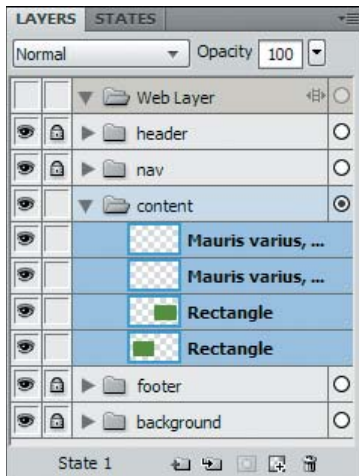 LAYERS STATES
Normal Opacity 100
Web Layer
header
nav
content
Mauris varius, ...
Mauris varius, ...
Rectangle
Rectangle
footer
background
State 1